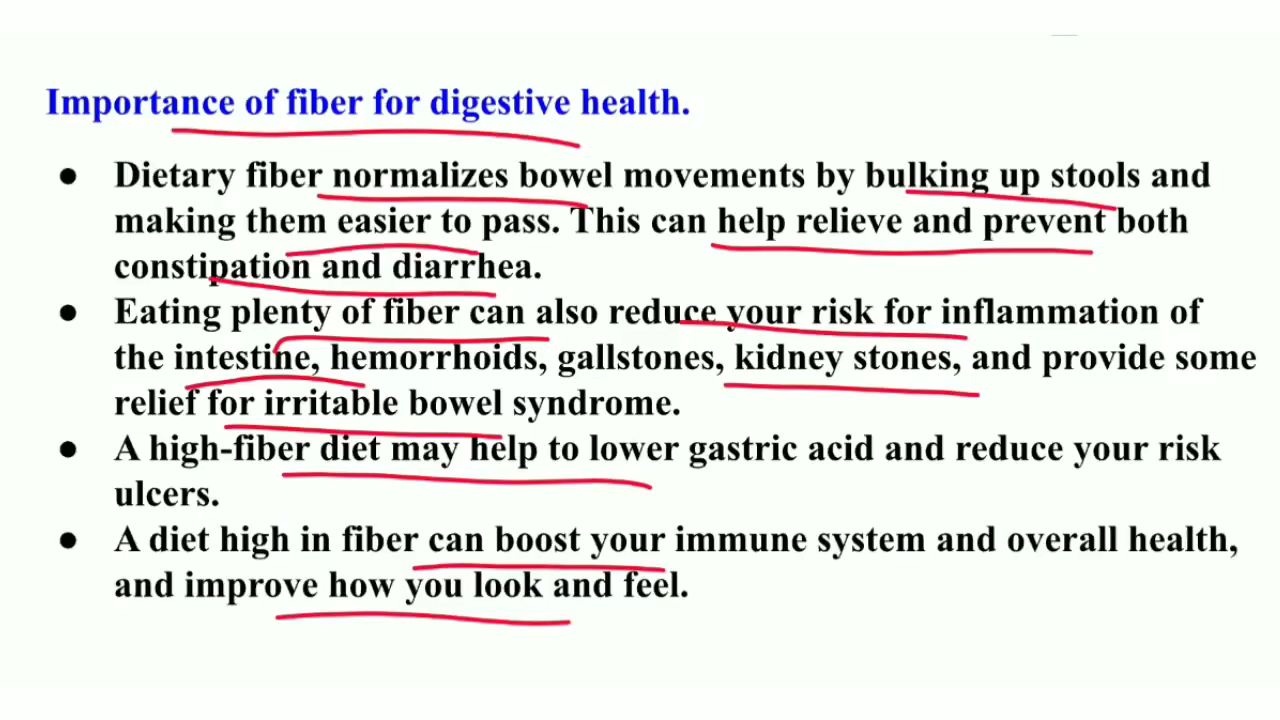 Importance of fiber for digestive health.
● Dietary fiber normalizes bowel movements by bulking up stools and
making them easier to pass. This can help relieve and prevent both
constipation and diarrhea.
● Eating plenty of fiber can also reduce your risk for inflammation of
the intestine, hemorrhoids, gallstones, kidney stones, and provide some
relief for irritable bowel syndrome.
● A high-fiber diet may help to lower gastric acid and reduce your risk
ulcers.
● A diet high in fiber can boost your immune system and overall health,
and improve how you look and feel.